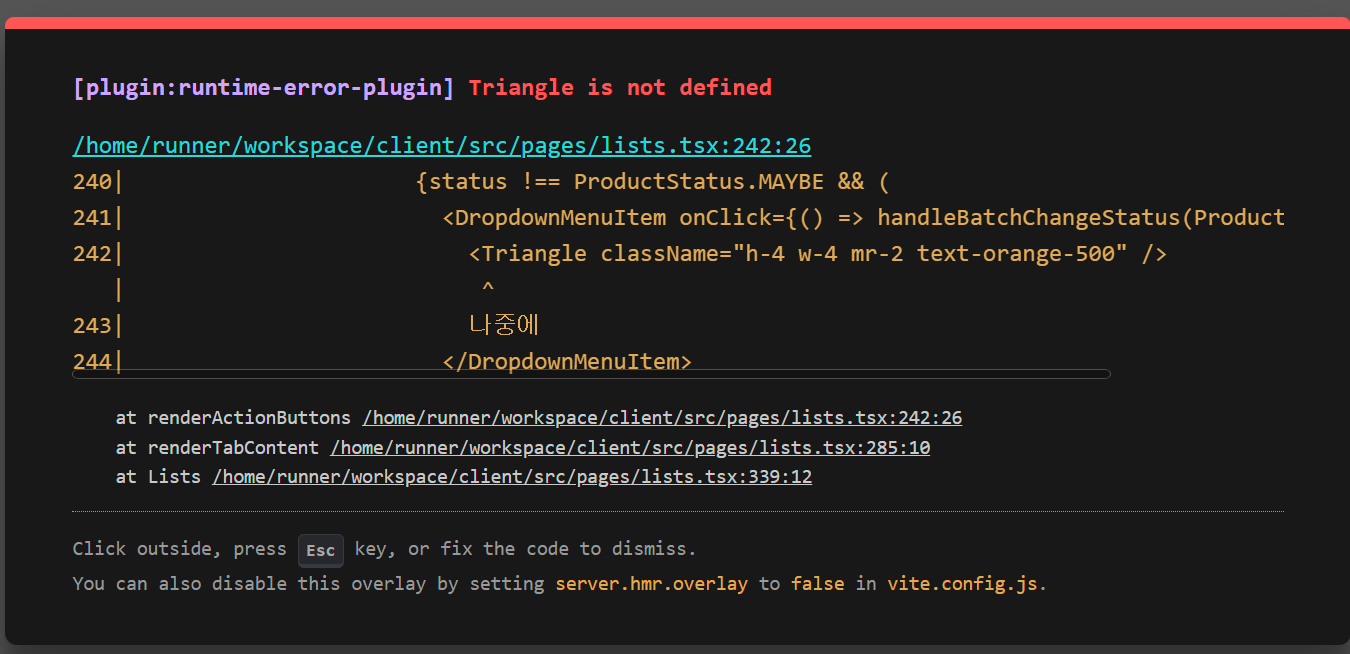 [plugin:runtime-error-plugin] Triangle is not defined
/home/runner/workspace/client/src/pages/lists.tsx:242:26
240|                      {status !== ProductStatus.MAYBE && (
241|                        <DropdownMenuItem onClick={() => handleBatchChangeStatus(Product
242|                          <Triangle className="h-4 w-4 mr-2 text-orange-500" />
   |                           ^
243|                          나중에
244|                        </DropdownMenuItem>
at renderActionButtons /home/runner/workspace/client/src/pages/lists.tsx:242:26
at renderTabContent /home/runner/workspace/client/src/pages/lists.tsx:285:10
at Lists /home/runner/workspace/client/src/pages/lists.tsx:339:12
Click outside, press Esc key, or fix the code to dismiss.
You can also disable this overlay by setting server.hmr.overlay to false in vite.config.js.